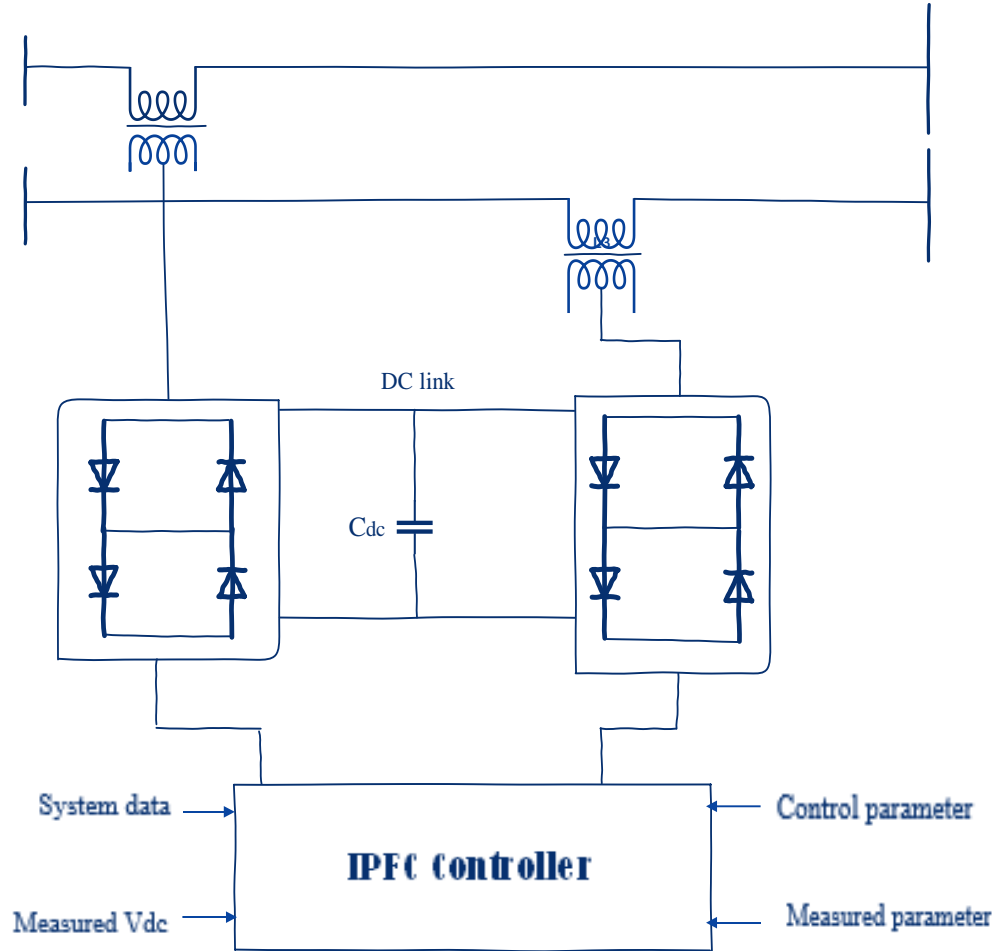 DC link
Cdc
System data
Control parameter
IPFC Controller
Measured Vdc
Measured parameter